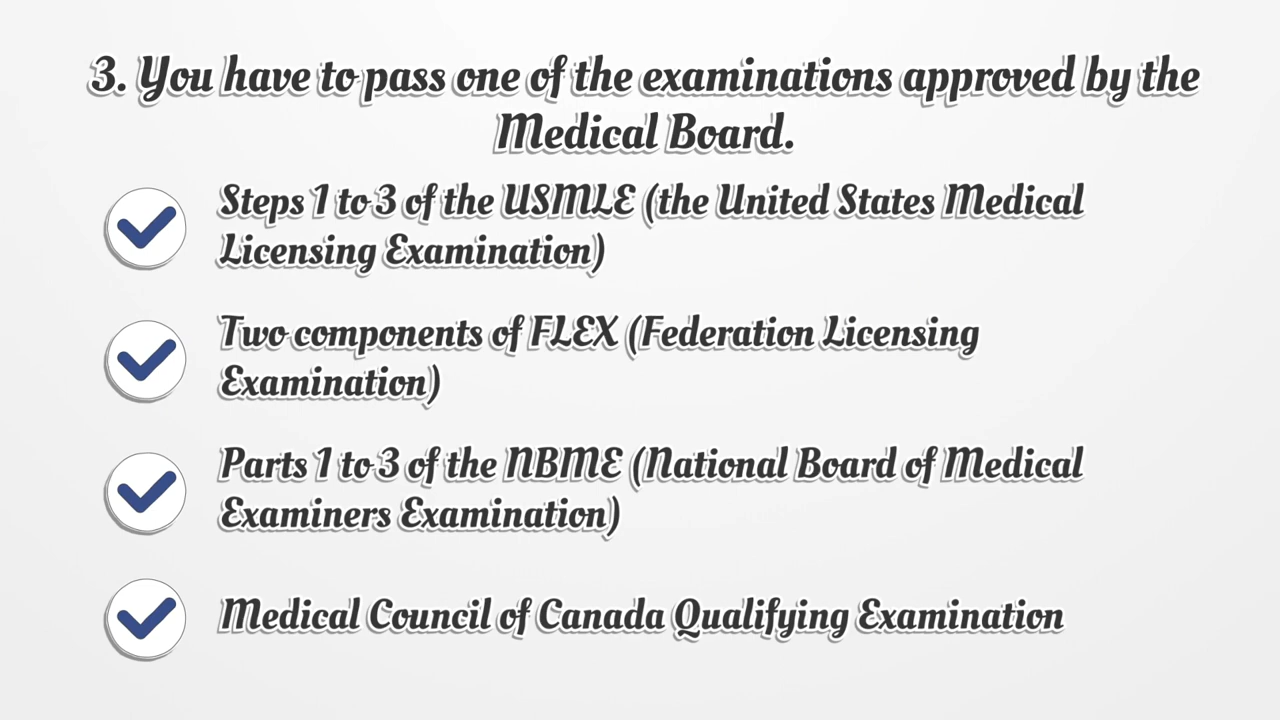 3. You have to pass one of the examinations approved by the
Medical Board.
Steps 1 to 3 of the USMLE (the United States Medical
Licensing Examination)
Two components of FLEX (Federation Licensing
Examination)
Parts 1 to 3 of the NBME (National Board of Medical
Examiners Examination)
Medical Council of Canada Qualifying Examination